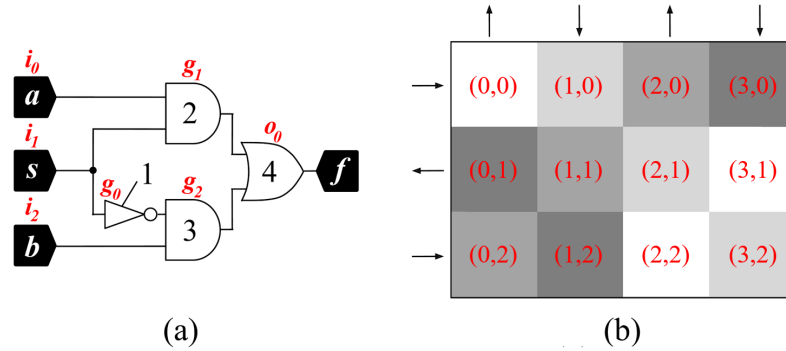 i₀
g₁
a
2
i₁
o₀
s
g₀
1
g₂
4
f
i₂
3
b
(a)
(0,0) (1,0) (2,0) (3,0)
(0,1) (1,1) (2,1) (3,1)
(0,2) (1,2) (2,2) (3,2)
(b)